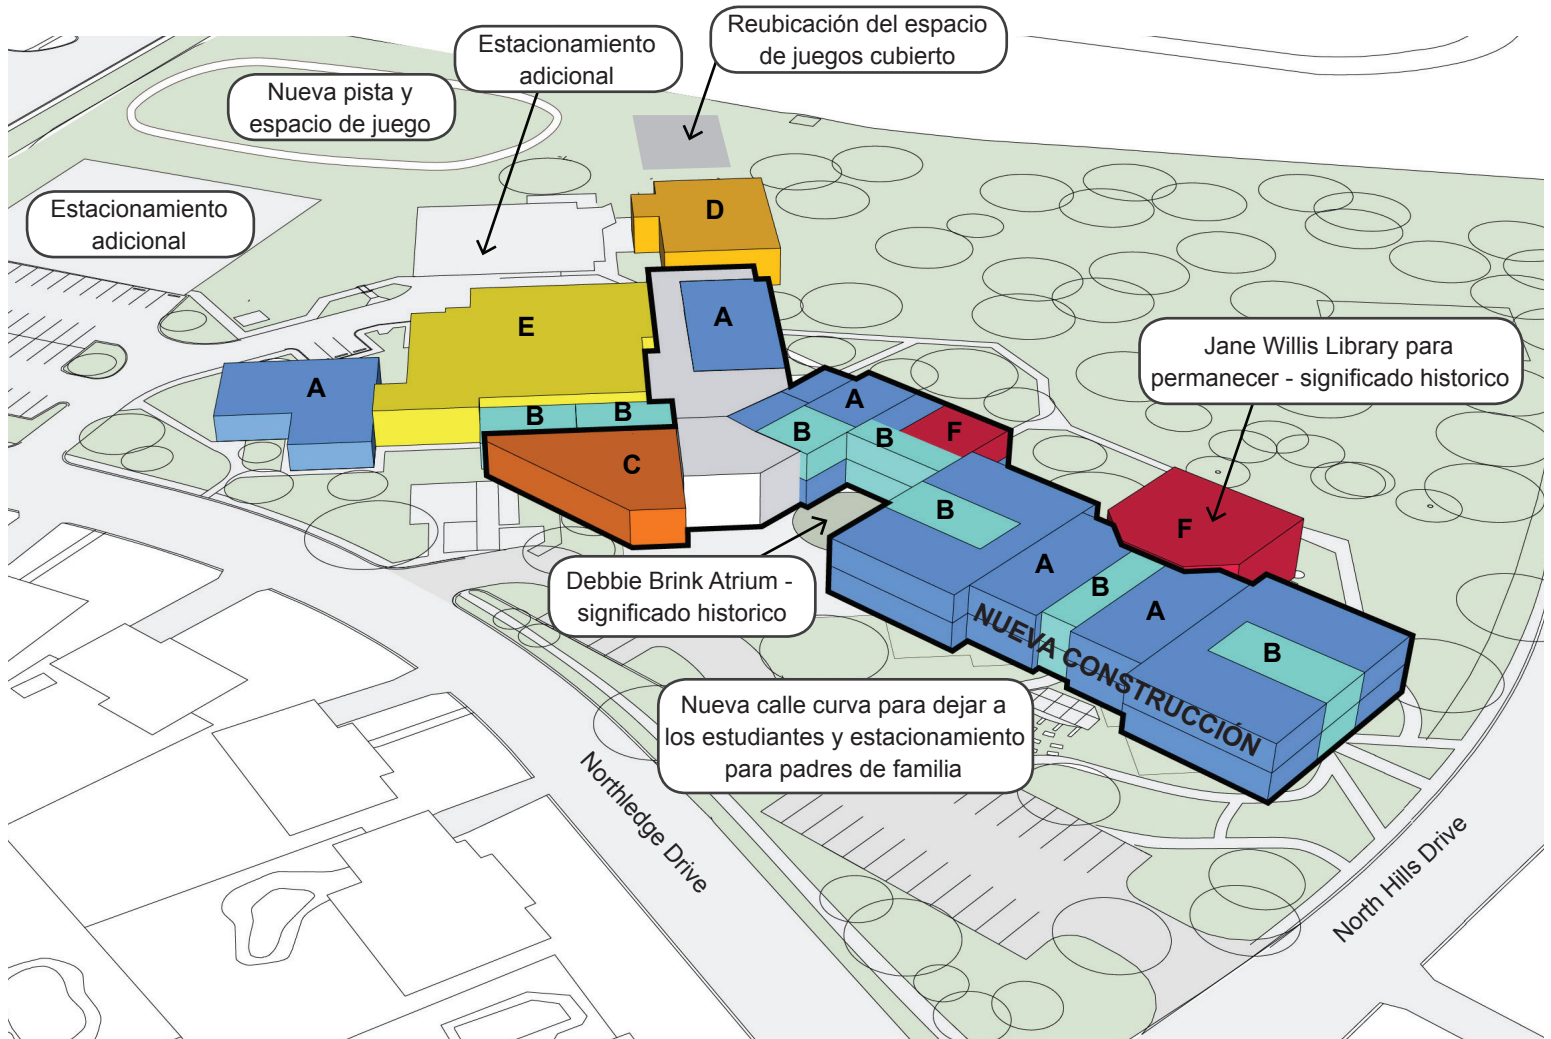 Reubicación del espacio
de juegos cubierto
Estacionamiento
adicional
Nueva pista y
espacio de juego
Estacionamiento
adicional
D
A
E
Jane Willis Library para
permanecer - significado historico
A
A
B
B
B
B
F
C
B
F
Debbie Brink Atrium -
significado historico
A
B
A
B
NUEVA CONSTRUCCIÓN
Nueva calle curva para dejar a
los estudiantes y estacionamiento
para padres de familia
Northledge Drive
North Hills Drive